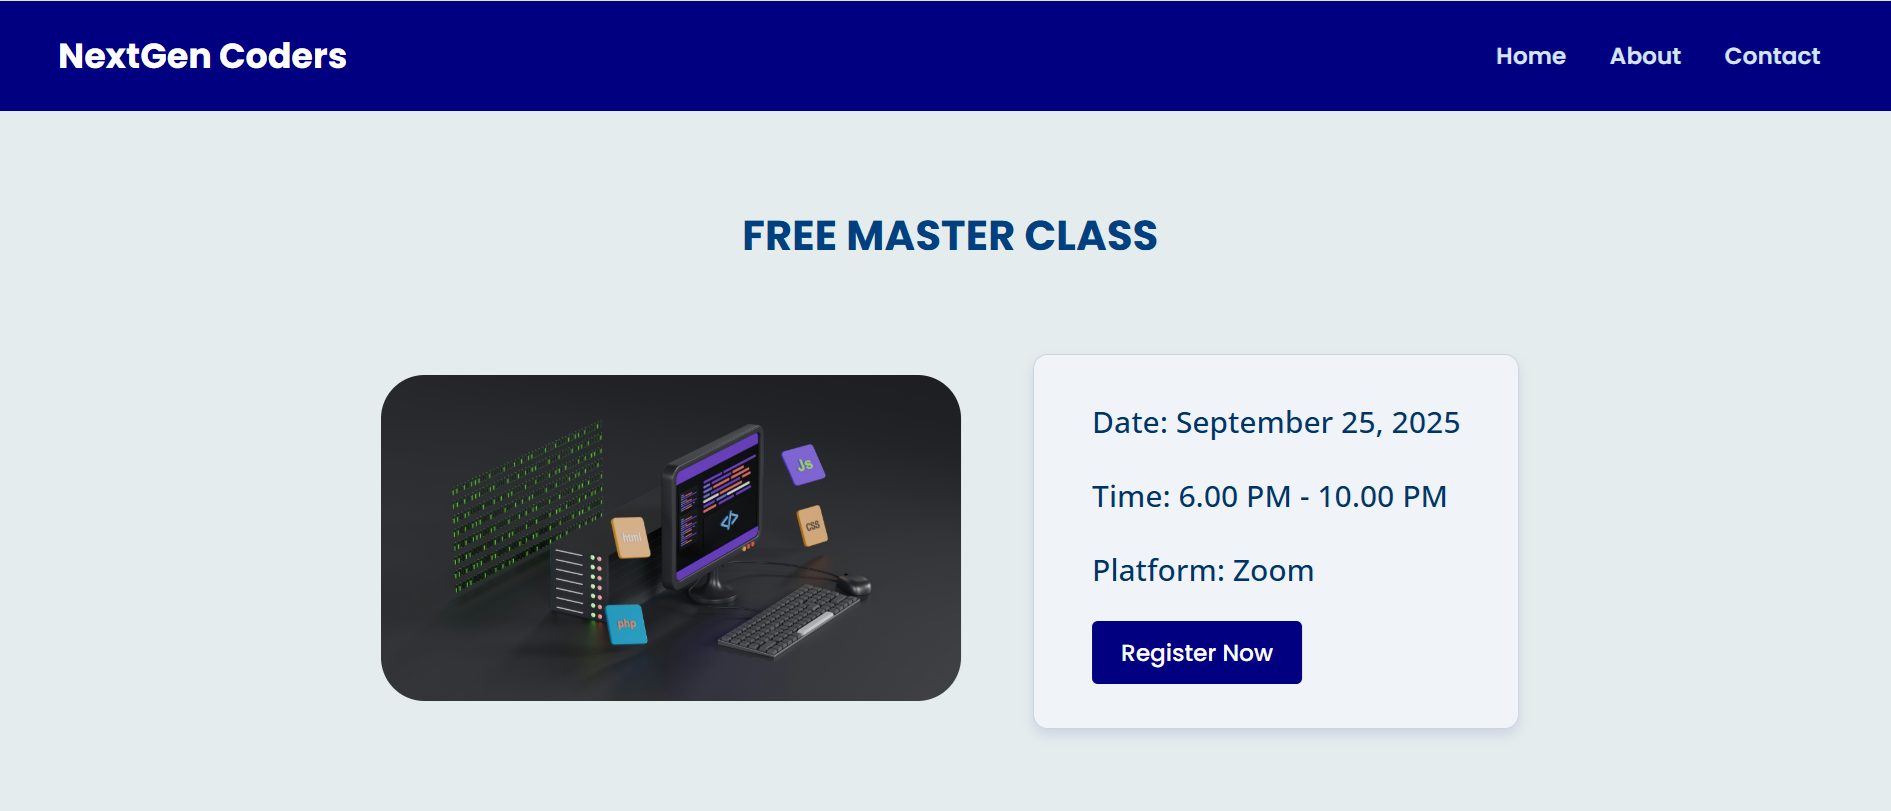 NextGen Coders
Home About Contact
FREE MASTER CLASS
Js
html
CSS
</>
php
Date: September 25, 2025
Time: 6.00 PM - 10.00 PM
Platform: Zoom
Register Now